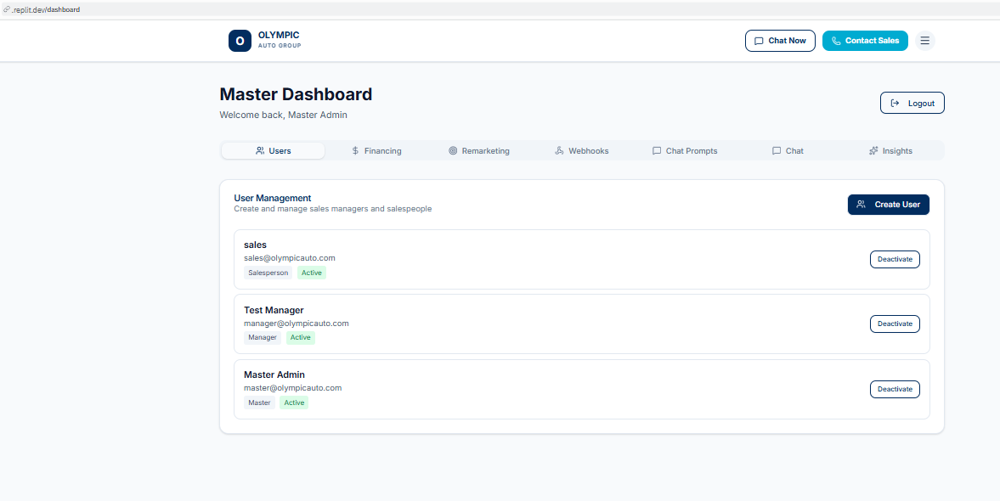 .replit.dev/dashboard
O
OLYMPIC
AUTO GROUP
Chat Now
Contact Sales
Master Dashboard
Welcome back, Master Admin
Logout
Users
Financing
Remarketing
Webhooks
Chat Prompts
Chat
Insights
User Management
Create and manage sales managers and salespeople
Create User
sales
sales@olympicauto.com
Salesperson
Active
Deactivate
Test Manager
manager@olympicauto.com
Manager
Active
Deactivate
Master Admin
master@olympicauto.com
Master
Active
Deactivate